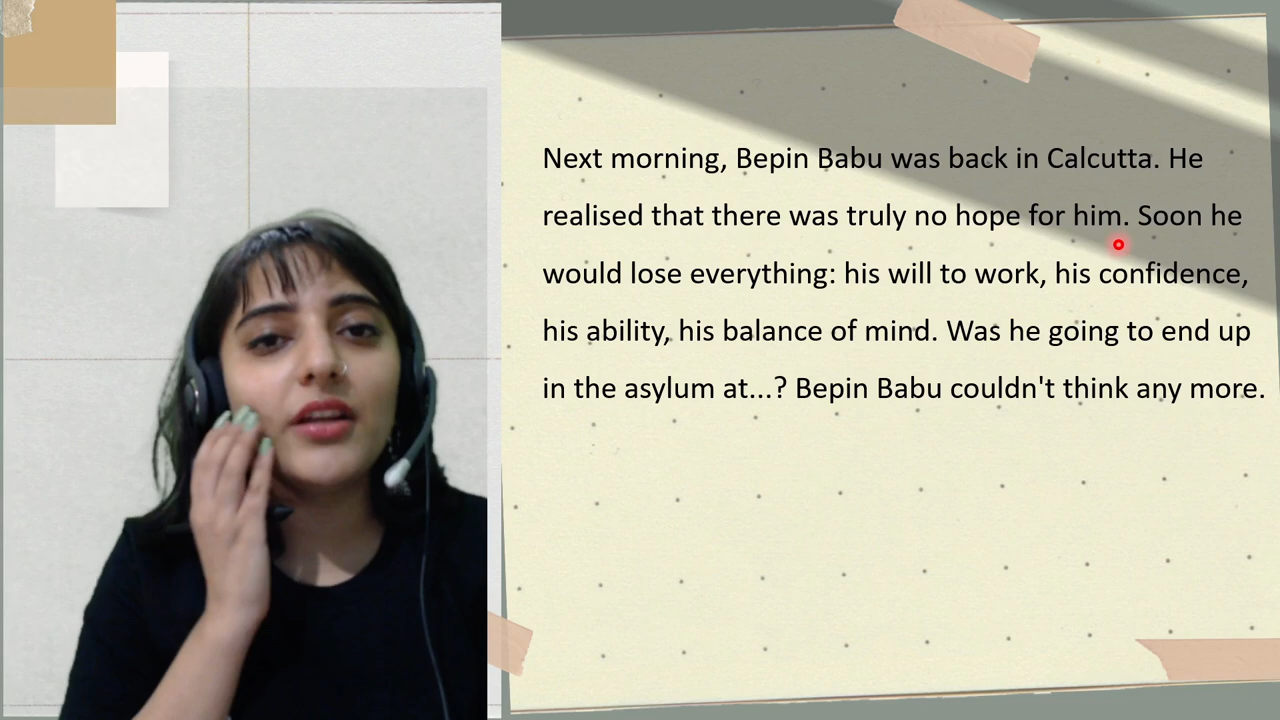 Next morning, Bepin Babu was back in Calcutta. He
realised that there was truly no hope for him. Soon he
would lose everything: his will to work, his confidence,
his ability, his balance of mind. Was he going to end up
in the asylum at...? Bepin Babu couldn't think any more.